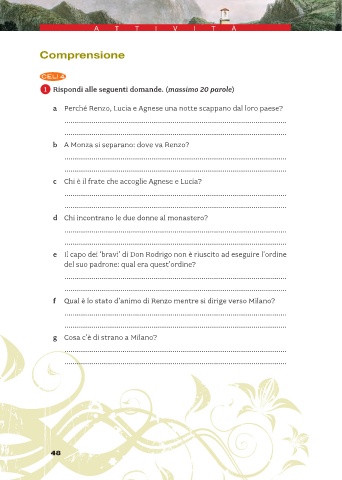 ATTIVITÀ
Comprensione
CELI 4
1 Rispondi alle seguenti domande. (massimo 20 parole)
a Perché Renzo, Lucia e Agnese una notte scappano dal loro paese?
b A Monza si separano: dove va Renzo?
c Chi è il frate che accoglie Agnese e Lucia?
d Chi incontrano le due donne al monastero?
e Il capo dei ‘bravi’ di Don Rodrigo non è riuscito ad eseguire l’ordine
del suo padrone: qual era quest’ordine?
f Qual è lo stato d’animo di Renzo mentre si dirige verso Milano?
g Cosa c’è di strano a Milano?
48